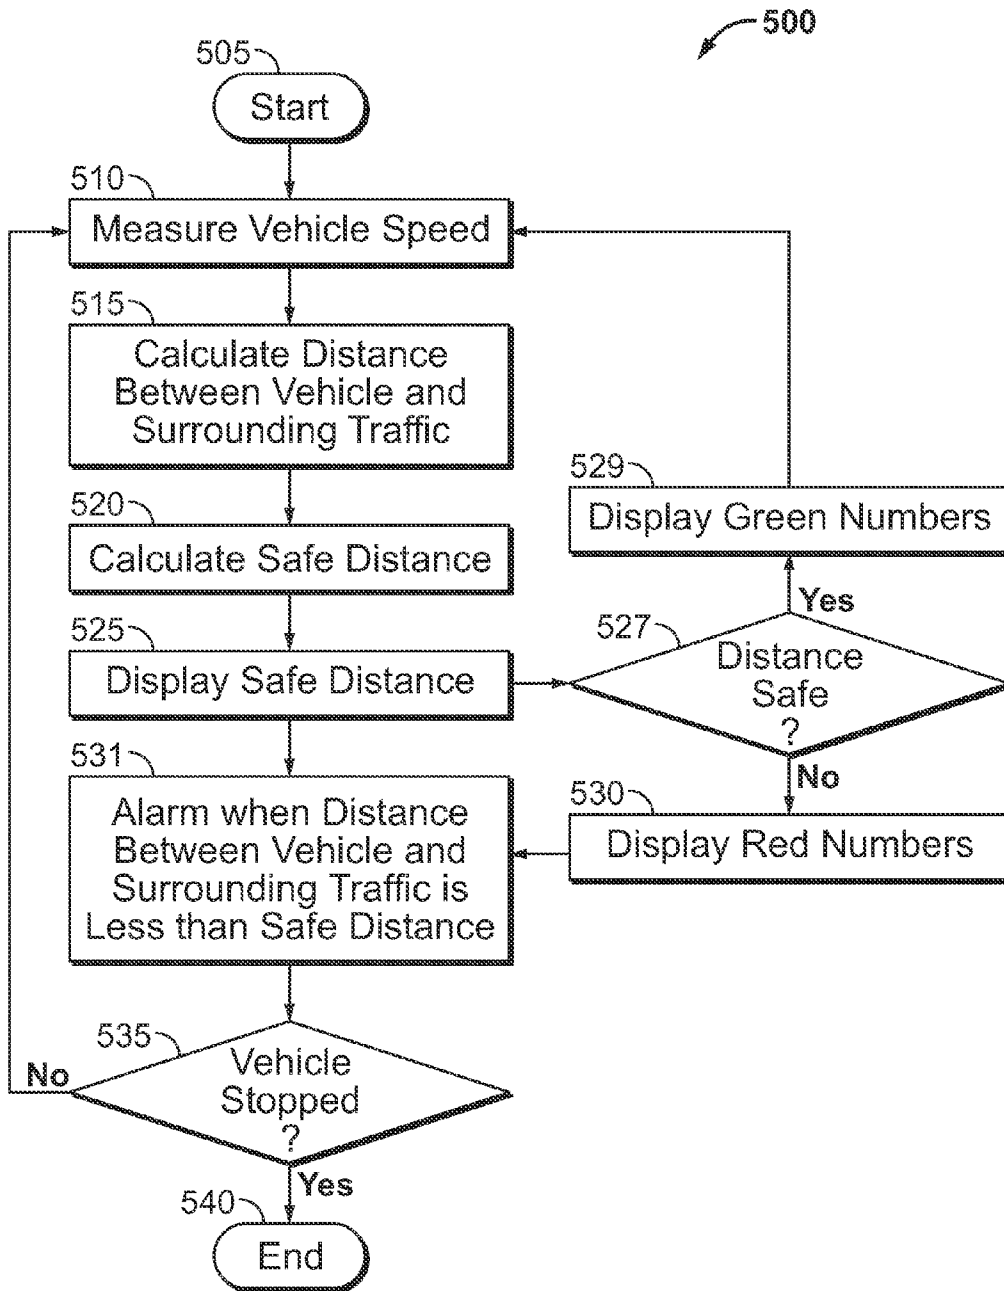 500
505
Start
510
Measure Vehicle Speed
515
Calculate Distance
Between Vehicle and
Surrounding Traffic
520
Calculate Safe Distance
525
Display Safe Distance
529
Display Green Numbers
Yes
527
Distance
Safe
?
No
530
Display Red Numbers
531
Alarm when Distance
Between Vehicle and
Surrounding Traffic is
Less than Safe Distance
535
Vehicle
Stopped
?
No
Yes
540
End